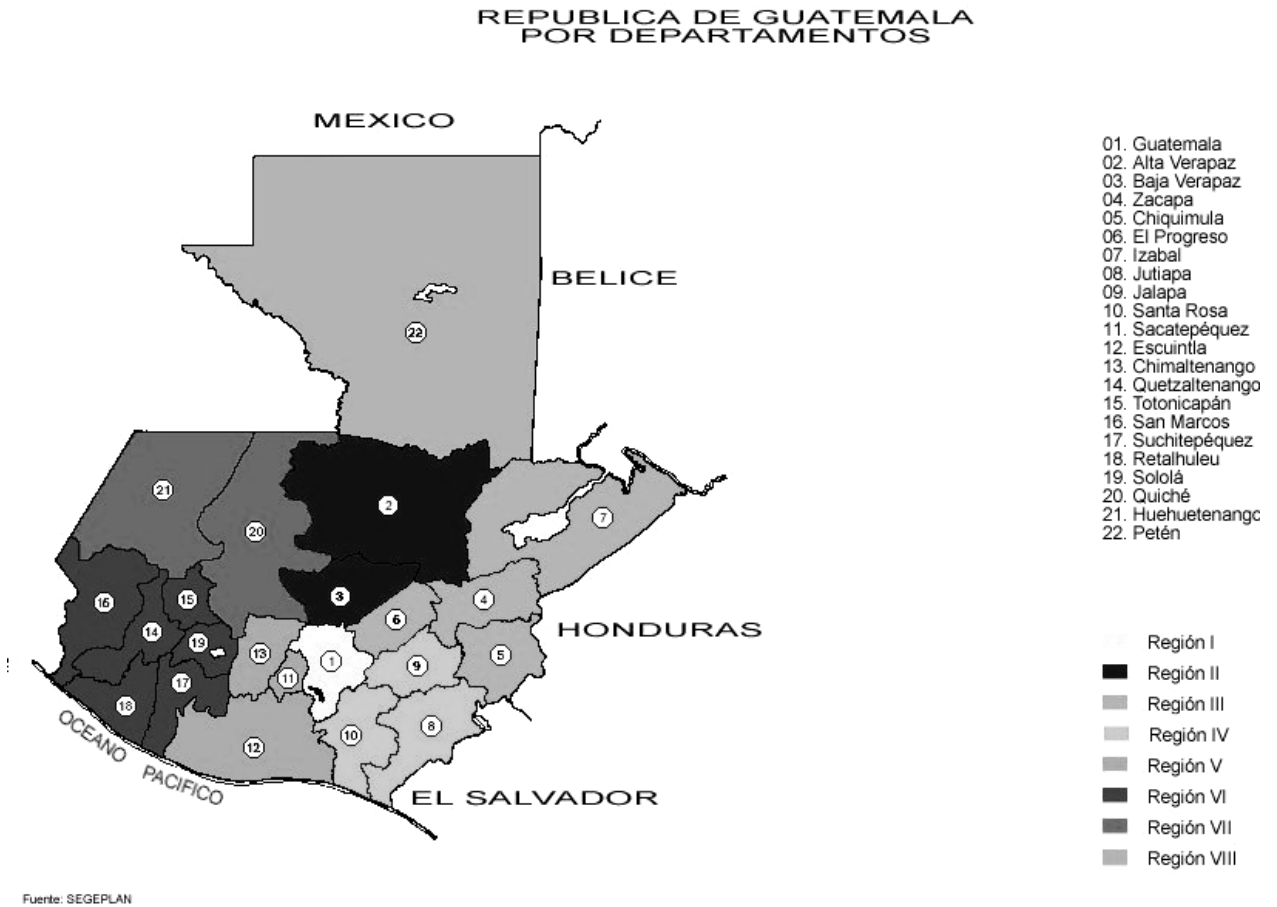 REPUBLICA DE GUATEMALA
POR DEPARTAMENTOS
MEXICO
BELICE
22
21
20
2
7
3
16
15
14
19
13
11
1
6
4
5
9
17
18
12
10
8
HONDURAS
OCEANO PACIFICO
EL SALVADOR
01. Guatemala
02. Alta Verapaz
03. Baja Verapaz
04. Zacapa
05. Chiquimula
06. El Progreso
07. Izabal
08. Jutiapa
09. Jalapa
10. Santa Rosa
11. Sacatepéquez
12. Escuintla
13. Chimaltenango
14. Quetzaltenango
15. Totonicapán
16. San Marcos
17. Suchitepéquez
18. Retalhuleu
19. Sololá
20. Quiché
21. Huehuetenango
22. Petén
Región I
Región II
Región III
Región IV
Región V
Región VI
Región VII
Región VIII
Fuente: SEGEPLAN